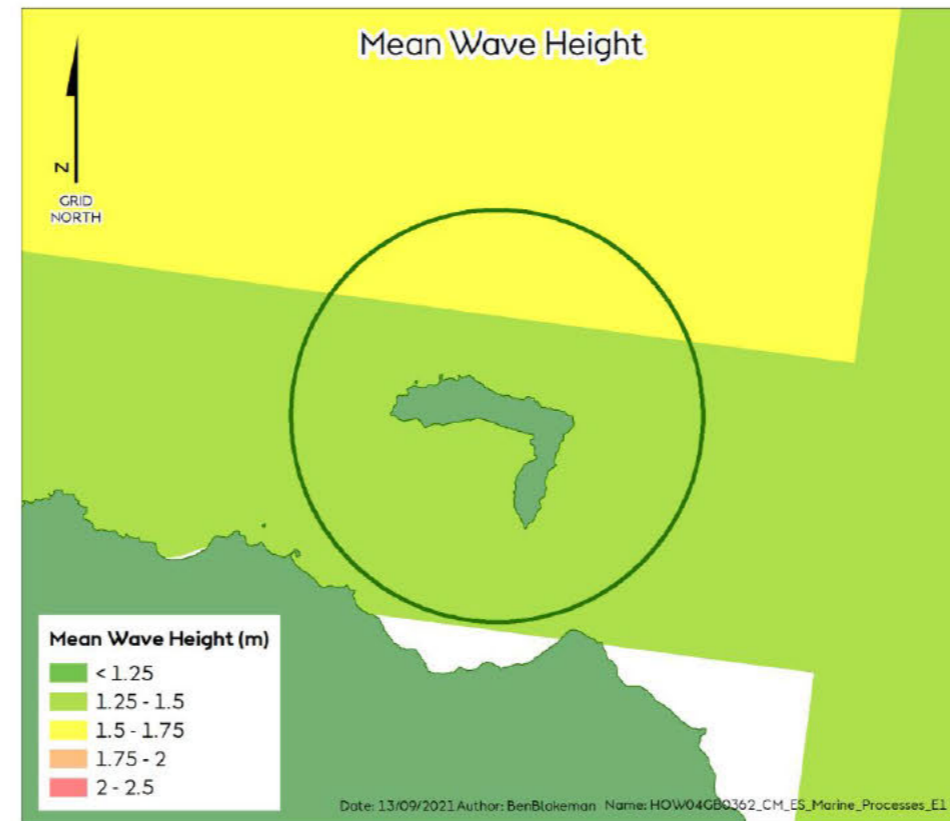 Mean Wave Height
N
GRID
NORTH
Mean Wave Height (m)
< 1.25
1.25 - 1.5
1.5 - 1.75
1.75 - 2
2 - 2.5
Date: 13/09/2021 Author: BenBlakeman Name: HOW04GB0362_CM_ES_Marine_Processes_E1